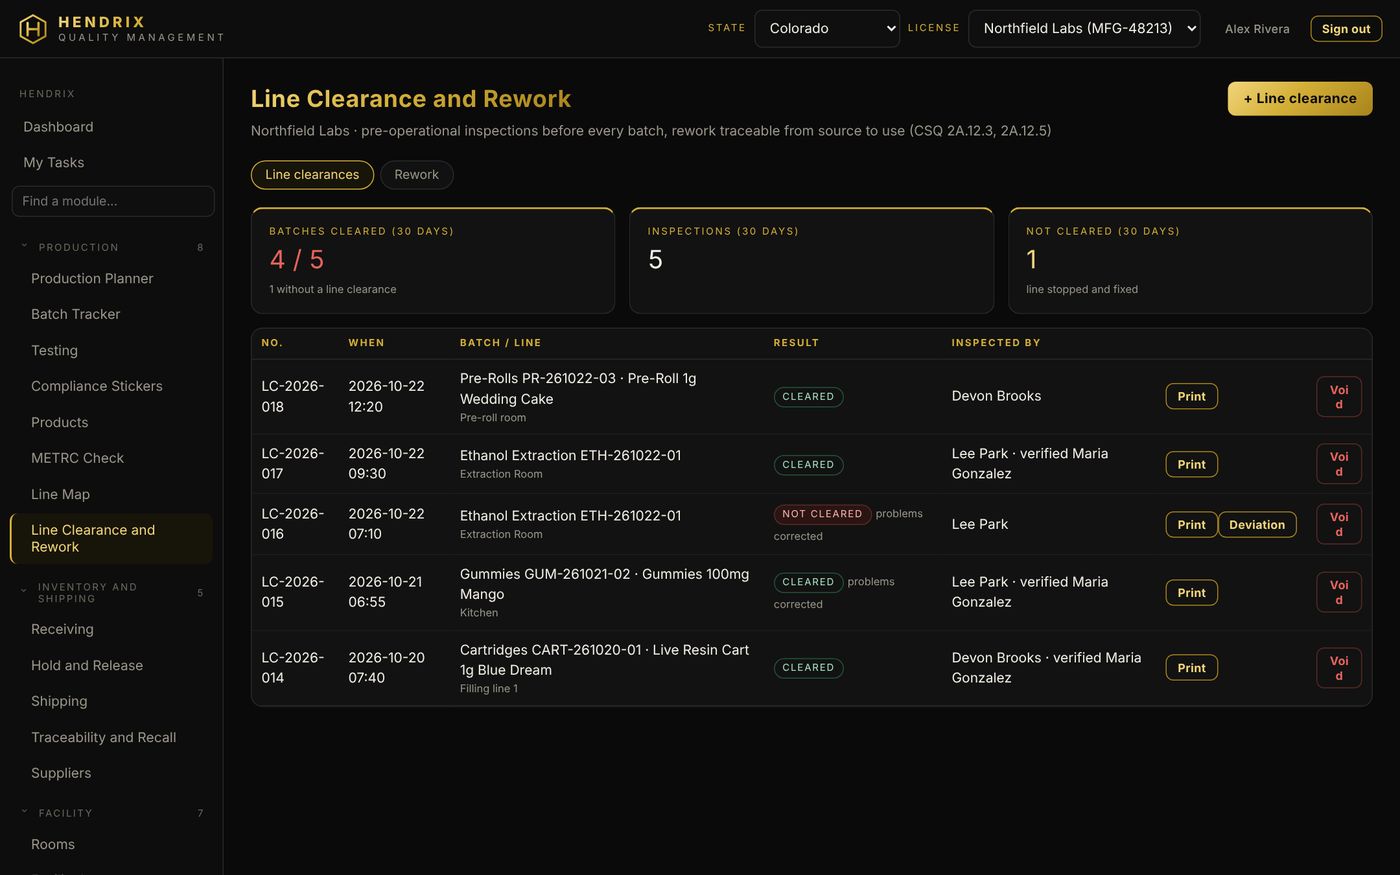 HENDRIX
QUALITY MANAGEMENT
STATE
Colorado
LICENSE
Northfield Labs (MFG-48213)
Alex Rivera
Sign out
HENDRIX
Dashboard
My Tasks
Find a module...
PRODUCTION 8
Production Planner
Batch Tracker
Testing
Compliance Stickers
Products
METRC Check
Line Map
Line Clearance and
Rework
INVENTORY AND
SHIPPING 5
Receiving
Hold and Release
Shipping
Traceability and Recall
Suppliers
FACILITY 7
Rooms
Line Clearance and Rework
+ Line clearance
Northfield Labs · pre-operational inspections before every batch, rework traceable from source to use (CSQ 2A.12.3, 2A.12.5)
Line clearances
Rework
BATCHES CLEARED (30 DAYS)
4 / 5
1 without a line clearance
INSPECTIONS (30 DAYS)
5
NOT CLEARED (30 DAYS)
1
line stopped and fixed
NO. WHEN BATCH / LINE RESULT INSPECTED BY
LC-2026-
018
2026-10-22
12:20
Pre-Rolls PR-261022-03 · Pre-Roll 1g
Wedding Cake
Pre-roll room
CLEARED
Devon Brooks
Print
Voi
d
LC-2026-
017
2026-10-22
09:30
Ethanol Extraction ETH-261022-01
Extraction Room
CLEARED
Lee Park · verified Maria
Gonzalez
Print
Voi
d
LC-2026-
016
2026-10-22
07:10
Ethanol Extraction ETH-261022-01
Extraction Room
NOT CLEARED problems
corrected
Lee Park
Print
Deviation
Voi
d
LC-2026-
015
2026-10-21
06:55
Gummies GUM-261021-02 · Gummies 100mg
Mango
Kitchen
CLEARED problems
corrected
Lee Park · verified Maria
Gonzalez
Print
Voi
d
LC-2026-
014
2026-10-20
07:40
Cartridges CART-261020-01 · Live Resin Cart
1g Blue Dream
Filling line 1
CLEARED
Devon Brooks · verified Maria
Gonzalez
Print
Voi
d